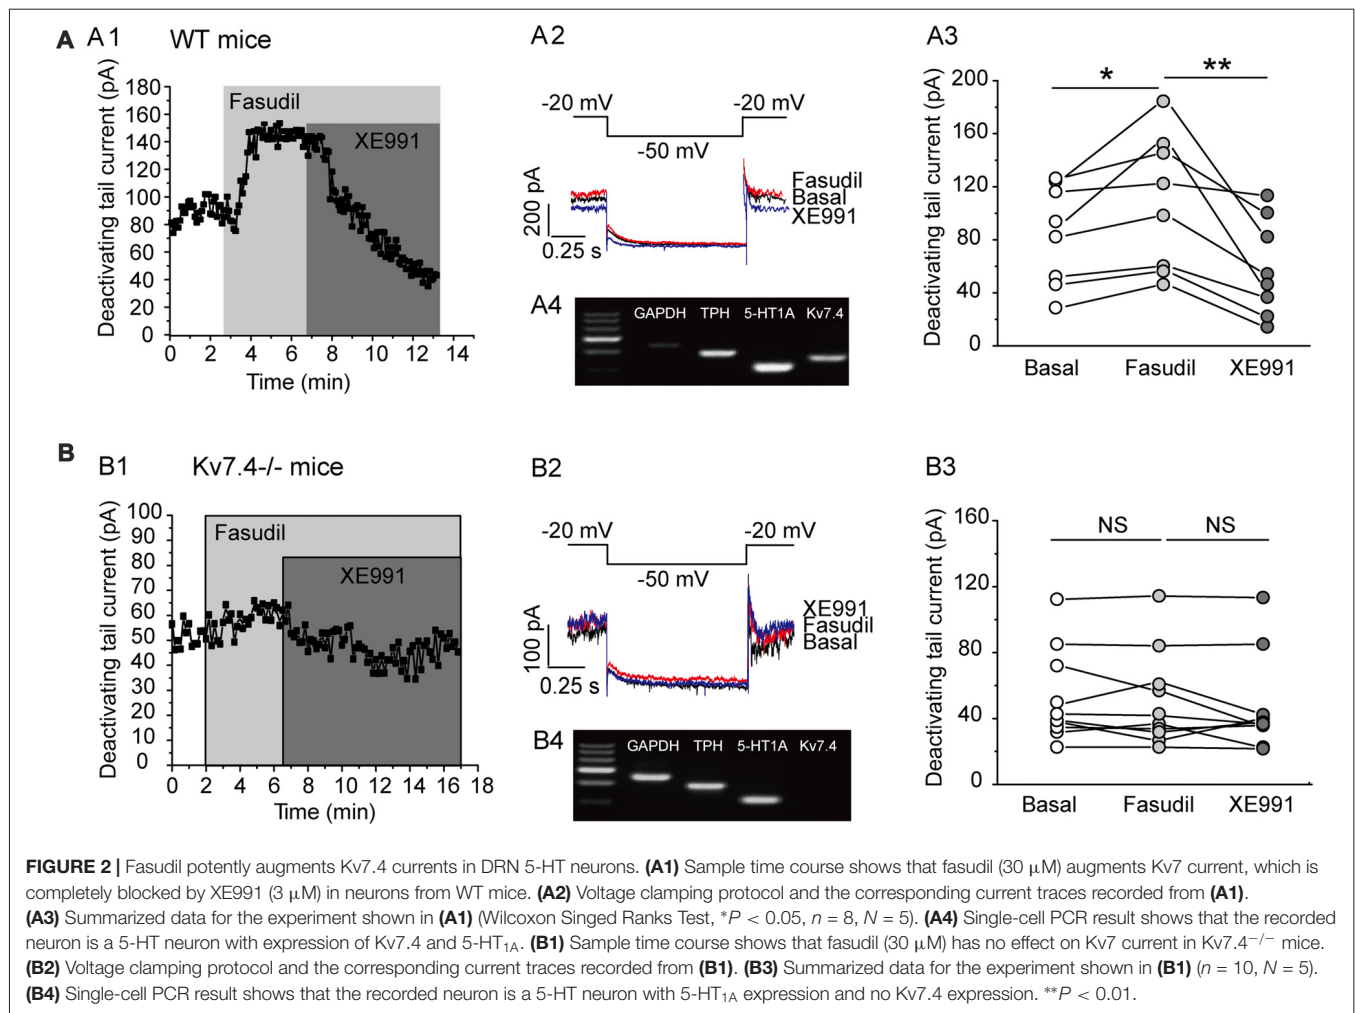 A A1 WT mice
Deactivating tail current (pA)
180
160
140
120
100
80
60
40
20
0
Fasudil
XE991
0 2 4 6 8 10 12 14
Time (min)
A2
-20 mV -20 mV
-50 mV
200 pA
0.25 s
Fasudil
Basal
XE991
A4
GAPDH TPH 5-HT1A Kv7.4
A3
Deactivating tail current (pA)
200
160
120
80
40
0
* **
Basal Fasudil XE991
B B1 Kv7.4-/- mice
Deactivating tail current (pA)
100
90
80
70
60
50
40
30
20
10
0
Fasudil
XE991
0 2 4 6 8 10 12 14 16 18
Time (min)
B2
-20 mV -20 mV
-50 mV
100 pA
0.25 s
XE991
Fasudil
Basal
B4
GAPDH TPH 5-HT1A Kv7.4
B3
Deactivating tail current (pA)
160
120
80
40
0
NS NS
Basal Fasudil XE991
FIGURE 2 | Fasudil potently augments Kv7.4 currents in DRN 5-HT neurons. (A1) Sample time course shows that fasudil (30 μM) augments Kv7 current, which is
completely blocked by XE991 (3 μM) in neurons from WT mice. (A2) Voltage clamping protocol and the corresponding current traces recorded from (A1).
(A3) Summarized data for the experiment shown in (A1) (Wilcoxon Singed Ranks Test, *P < 0.05, n = 8, N = 5). (A4) Single-cell PCR result shows that the recorded
neuron is a 5-HT neuron with expression of Kv7.4 and 5-HT1A. (B1) Sample time course shows that fasudil (30 μM) has no effect on Kv7 current in Kv7.4−/− mice.
(B2) Voltage clamping protocol and the corresponding current traces recorded from (B1). (B3) Summarized data for the experiment shown in (B1) (n = 10, N = 5).
(B4) Single-cell PCR result shows that the recorded neuron is a 5-HT neuron with 5-HT1A expression and no Kv7.4 expression. **P < 0.01.